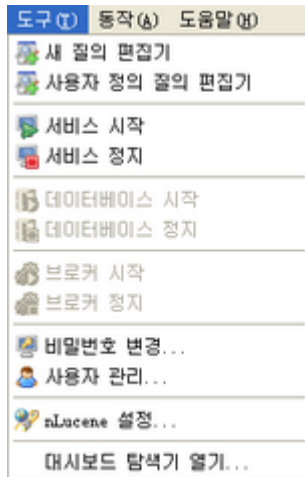 도구(T) 동작(A) 도움말(H)
새 질의 편집기
사용자 정의 질의 편집기
서비스 시작
서비스 정지
데이터베이스 시작
데이터베이스 정지
브로커 시작
브로커 정지
비밀번호 변경...
사용자 관리...
nLucene 설정...
대시보드 탐색기 열기...